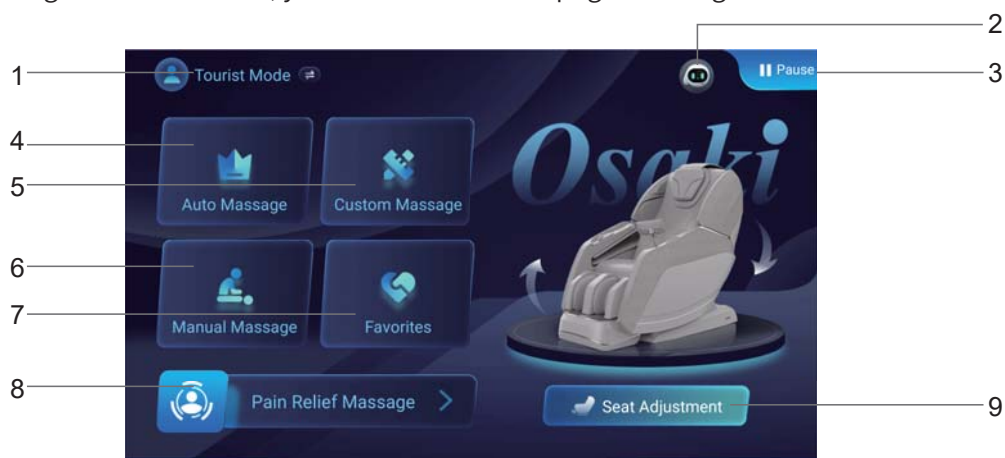 2
1 Tourist Mode
Pause 3
4
Osaki
5
Auto Massage Custom Massage
6
7
Manual Massage Favorites
8
Pain Relief Massage
Seat Adjustment 9